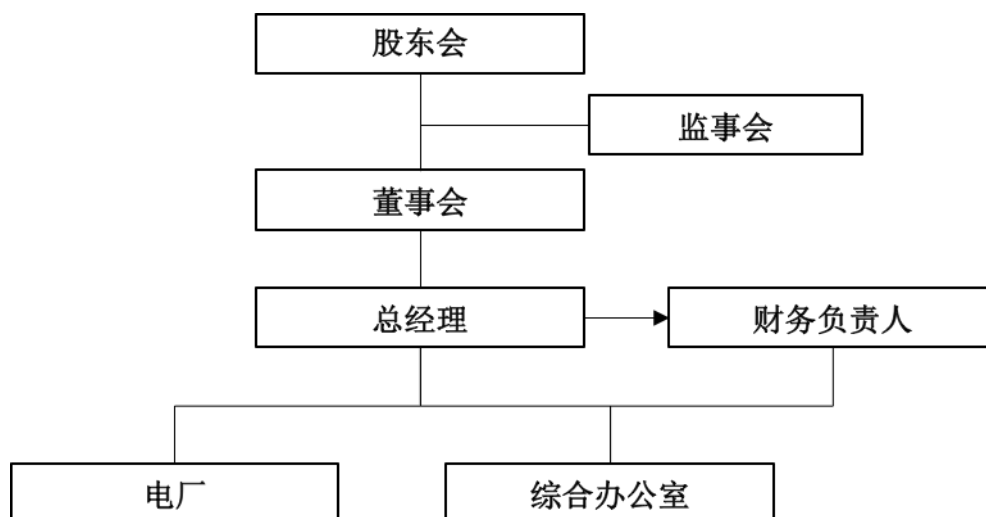 股东会
监事会
董事会
总经理
财务负责人
电厂
综合办公室